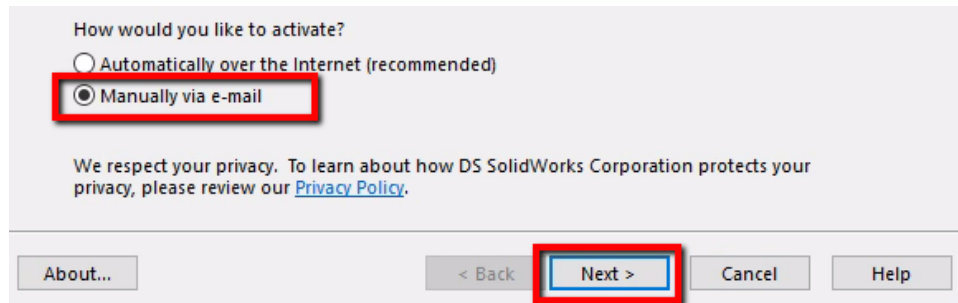 How would you like to activate?
Automatically over the Internet (recommended)
Manually via e-mail
We respect your privacy.  To learn about how DS SolidWorks Corporation protects your
privacy, please review our Privacy Policy.
About...
< Back
Next >
Cancel
Help